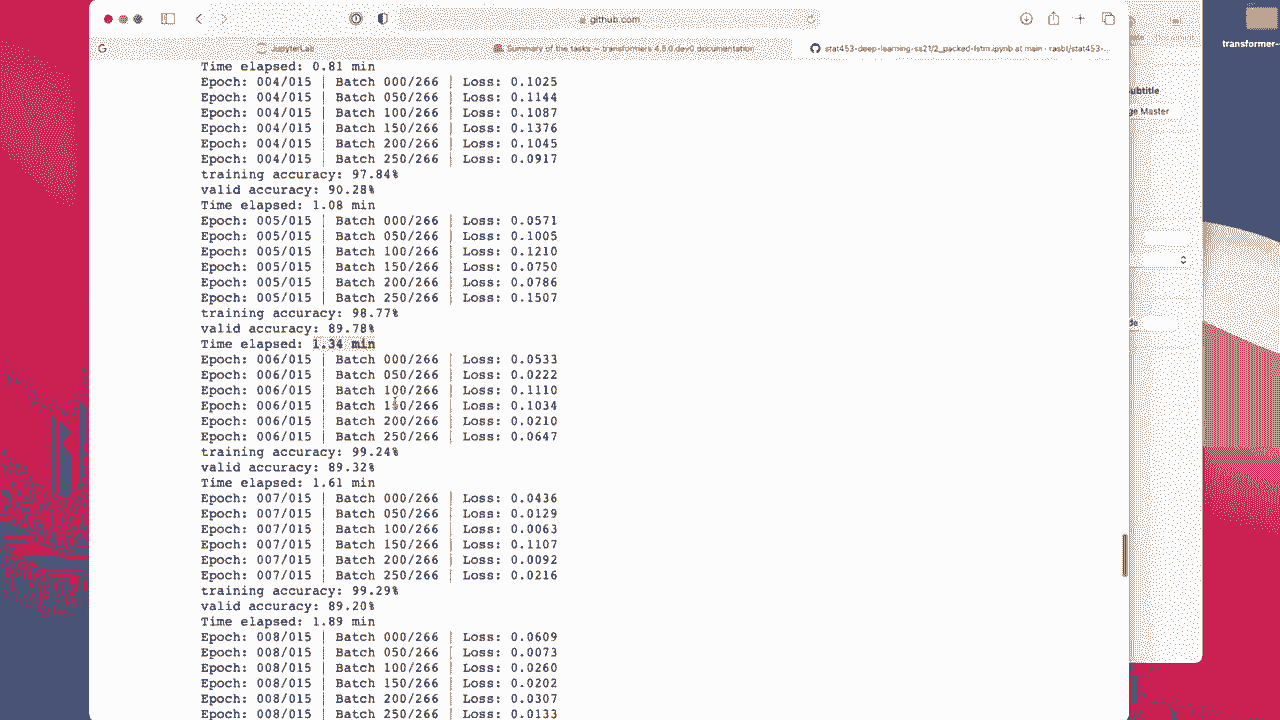 github.com
JupyterLab
Summary of the tasks — transformers 4.6.0.dev0 documentation
stat453-deep-learning-ss21/2_packed-lstm.ipynb at main · rasbt/stat453-...
transformer-
Time elapsed: 0.81 min
Epoch: 004/015 | Batch 000/266 | Loss: 0.1025
Epoch: 004/015 | Batch 050/266 | Loss: 0.1144
Epoch: 004/015 | Batch 100/266 | Loss: 0.1087
Epoch: 004/015 | Batch 150/266 | Loss: 0.1376
Epoch: 004/015 | Batch 200/266 | Loss: 0.1045
Epoch: 004/015 | Batch 250/266 | Loss: 0.0917
training accuracy: 97.84%
valid accuracy: 90.28%
Time elapsed: 1.08 min
Epoch: 005/015 | Batch 000/266 | Loss: 0.0571
Epoch: 005/015 | Batch 050/266 | Loss: 0.1005
Epoch: 005/015 | Batch 100/266 | Loss: 0.1210
Epoch: 005/015 | Batch 150/266 | Loss: 0.0750
Epoch: 005/015 | Batch 200/266 | Loss: 0.0786
Epoch: 005/015 | Batch 250/266 | Loss: 0.1507
training accuracy: 98.77%
valid accuracy: 89.78%
Time elapsed: 1.34 min
Epoch: 006/015 | Batch 000/266 | Loss: 0.0533
Epoch: 006/015 | Batch 050/266 | Loss: 0.0222
Epoch: 006/015 | Batch 100/266 | Loss: 0.1110
Epoch: 006/015 | Batch 150/266 | Loss: 0.1034
Epoch: 006/015 | Batch 200/266 | Loss: 0.0210
Epoch: 006/015 | Batch 250/266 | Loss: 0.0647
training accuracy: 99.24%
valid accuracy: 89.32%
Time elapsed: 1.61 min
Epoch: 007/015 | Batch 000/266 | Loss: 0.0436
Epoch: 007/015 | Batch 050/266 | Loss: 0.0129
Epoch: 007/015 | Batch 100/266 | Loss: 0.0063
Epoch: 007/015 | Batch 150/266 | Loss: 0.1107
Epoch: 007/015 | Batch 200/266 | Loss: 0.0092
Epoch: 007/015 | Batch 250/266 | Loss: 0.0216
training accuracy: 99.29%
valid accuracy: 89.20%
Time elapsed: 1.89 min
Epoch: 008/015 | Batch 000/266 | Loss: 0.0609
Epoch: 008/015 | Batch 050/266 | Loss: 0.0073
Epoch: 008/015 | Batch 100/266 | Loss: 0.0260
Epoch: 008/015 | Batch 150/266 | Loss: 0.0202
Epoch: 008/015 | Batch 200/266 | Loss: 0.0307
Epoch: 008/015 | Batch 250/266 | Loss: 0.0133
ubtitle
ge Master
de